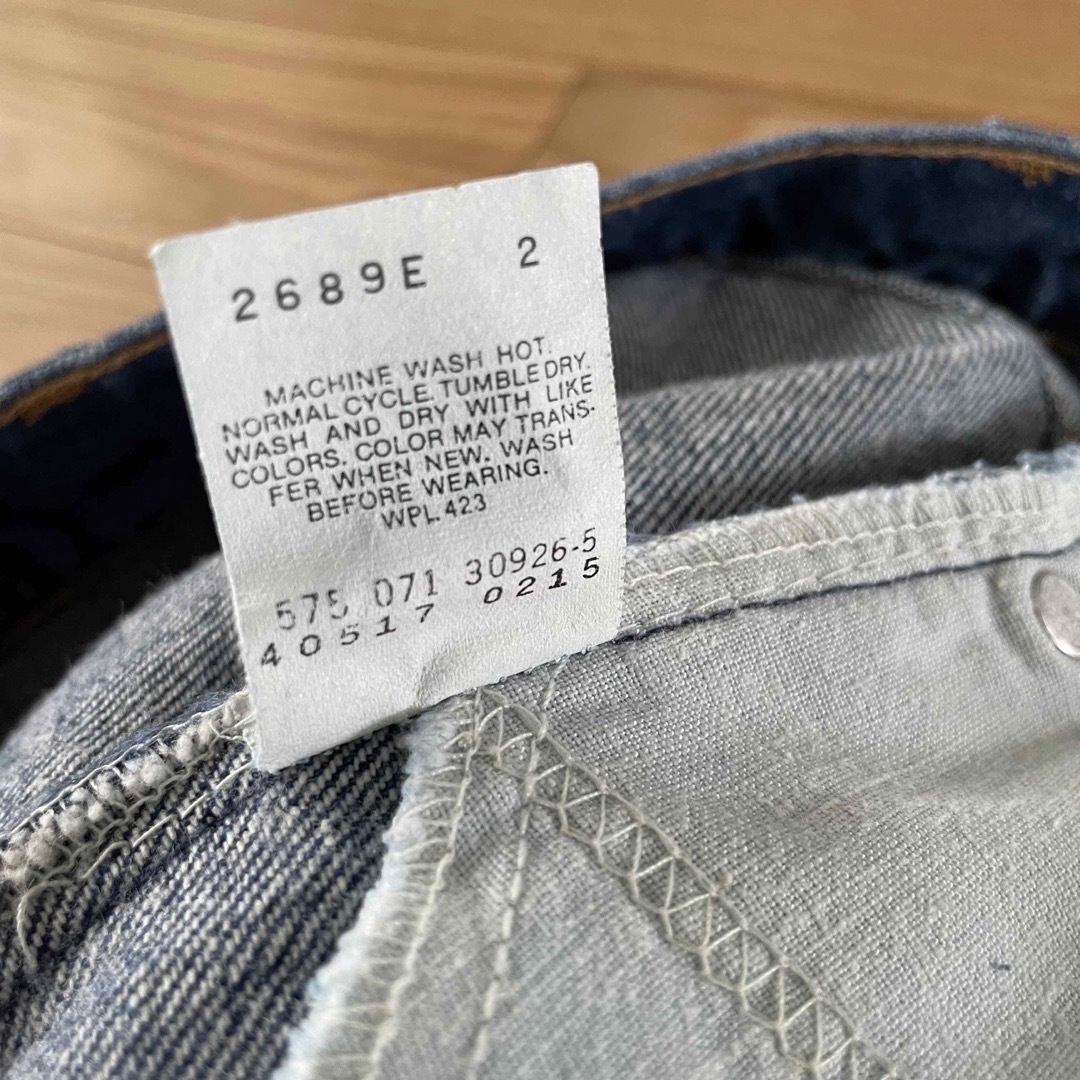 2689E 2
MACHINE WASH HOT.
NORMAL CYCLE. TUMBLE DRY.
WASH AND DRY WITH LIKE
COLORS. COLOR MAY TRANS-
FER WHEN NEW. WASH
BEFORE WEARING.
WPL 423
575 071 30926-5
40517 0215